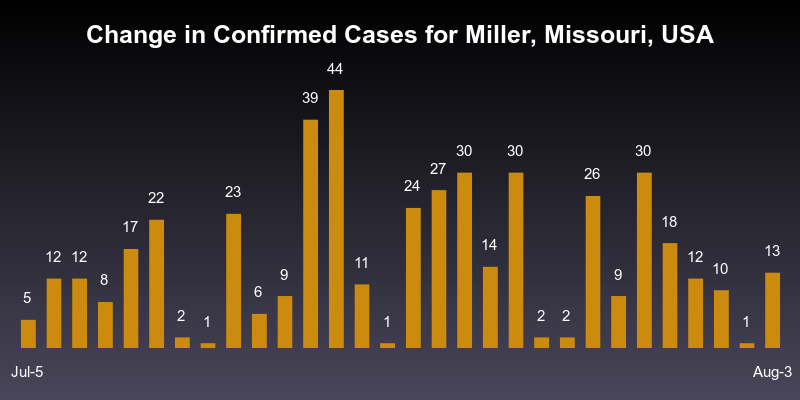 Change in Confirmed Cases for Miller, Missouri, USA
5 12 12 8 17 22 2 1 23 6 9 39 44 11 1 24 27 30 14 30 2 2 26 9 30 18 12 10 1 13
Jul-5 Aug-3